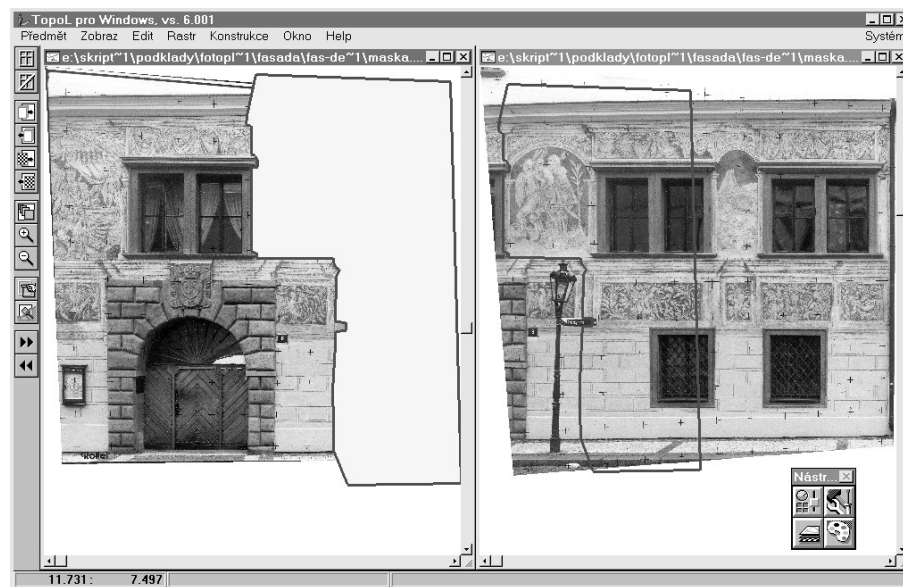 TopoL pro Windows, vs. 6.001
Předmět Zobraz Edit Rastr Konstrukce Okno Help Systém
e:\skript~1\podklady\fotopl~1\fasada\fas-de~1\maska....
e:\skript~1\podklady\fotopl~1\fasada\fas-de~1\maska....
Nástr...
11.731 : 7.497